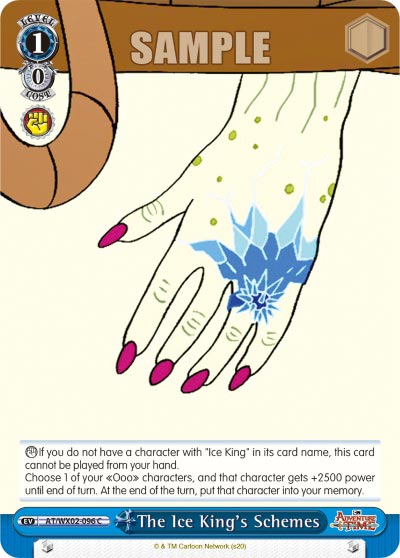 LEVEL
1
0
COST
SAMPLE
If you do not have a character with "Ice King" in its card name, this card
cannot be played from your hand.
Choose 1 of your «Ooo» characters, and that character gets +2500 power
until end of turn. At the end of the turn, put that character into your memory.
EV AT/WX02-096 C The Ice King's Schemes ADVENTURE TIME
© & TM Cartoon Network (s20)